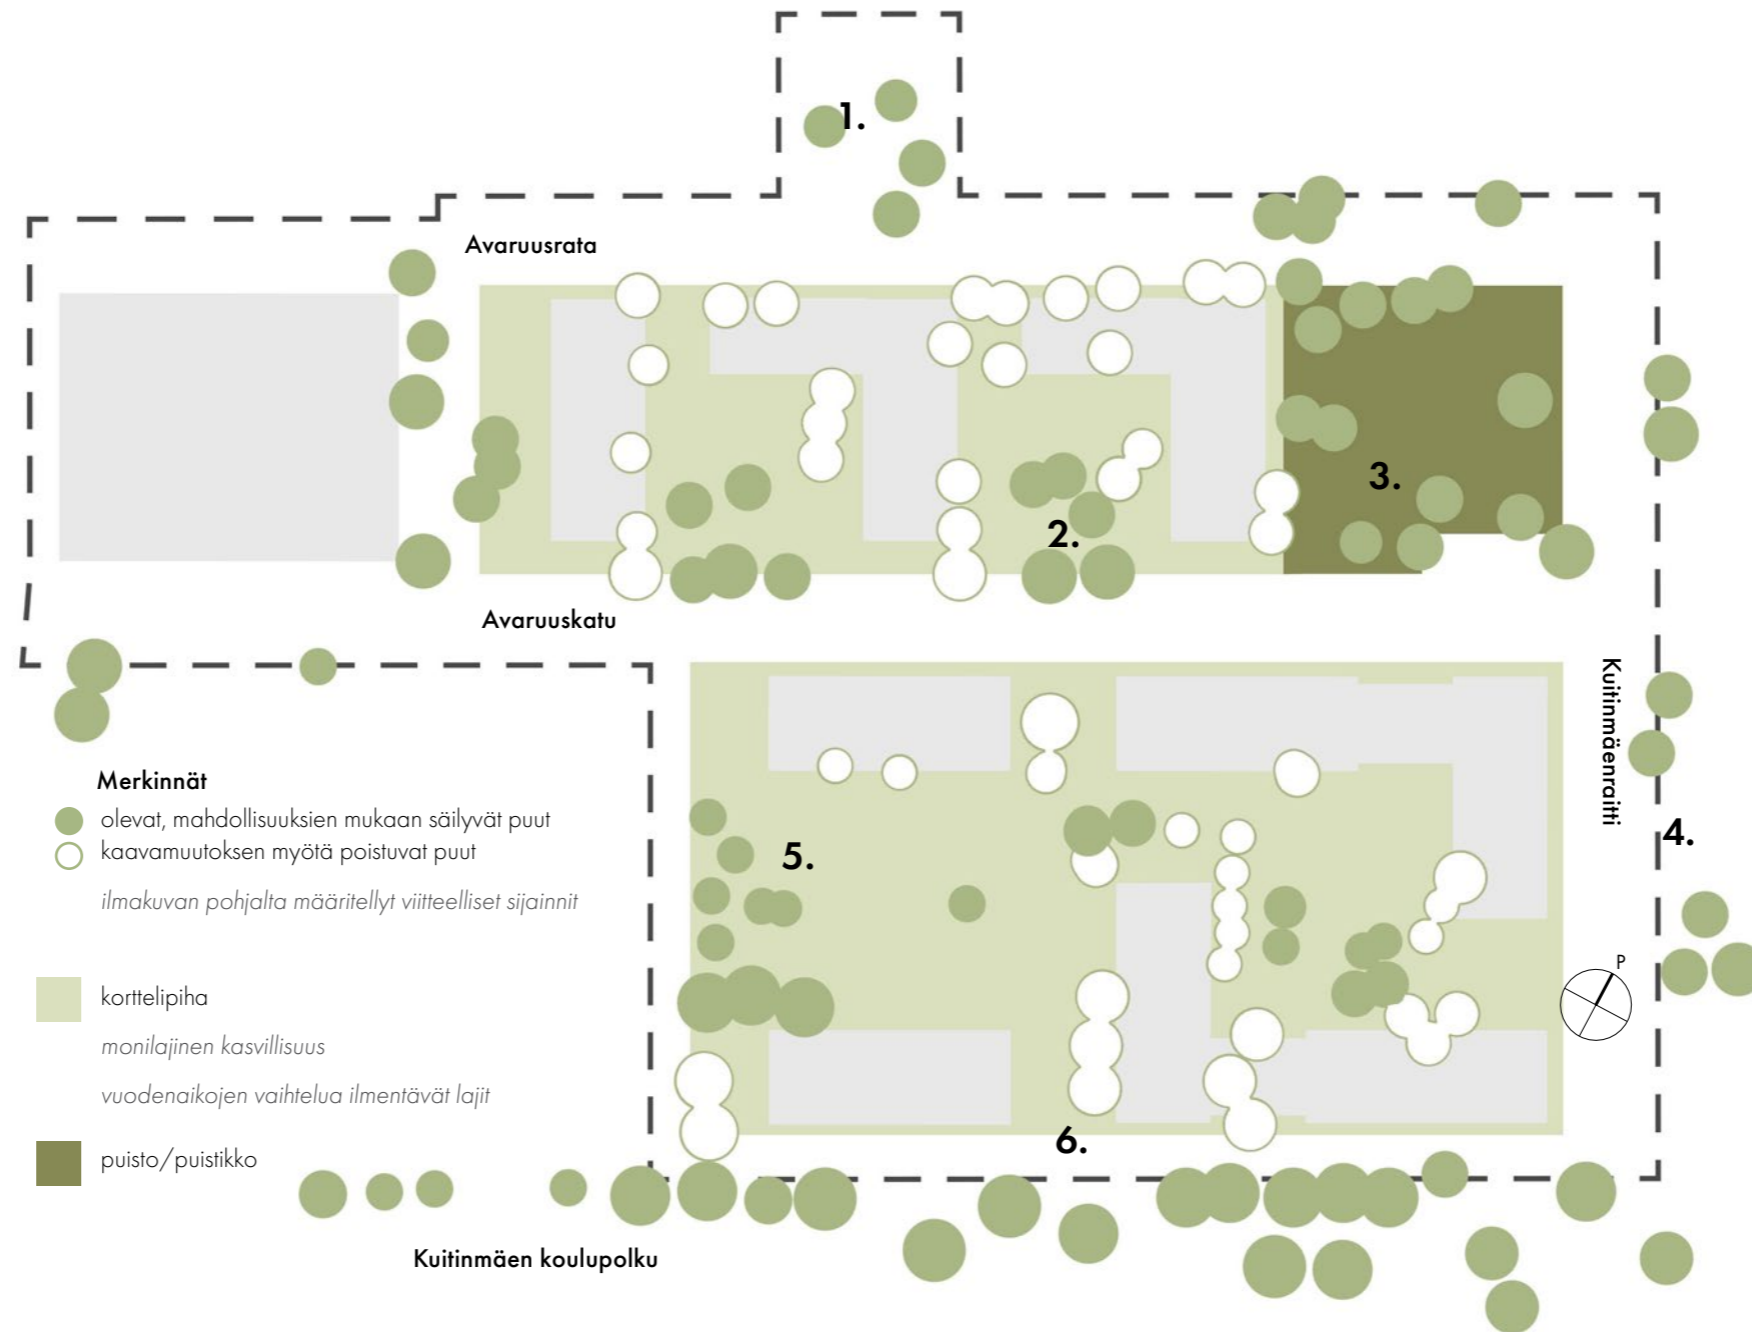 1.
Avaruusrata
3.
2.
Avaruuskatu
Kuitinmäenraitti
Merkinnät
olevat, mahdollisuuksien mukaan säilyvät puut
kaavamuutoksen myötä poistuvat puut
ilmakuvan pohjalta määritellyt viitteelliset sijainnit
4.
5.
P
korttelipiha
monilajinen kasvillisuus
vuodenaikojen vaihtelua ilmentävät lajit
6.
puisto/puistikko
Kuitinmäen koulupolku